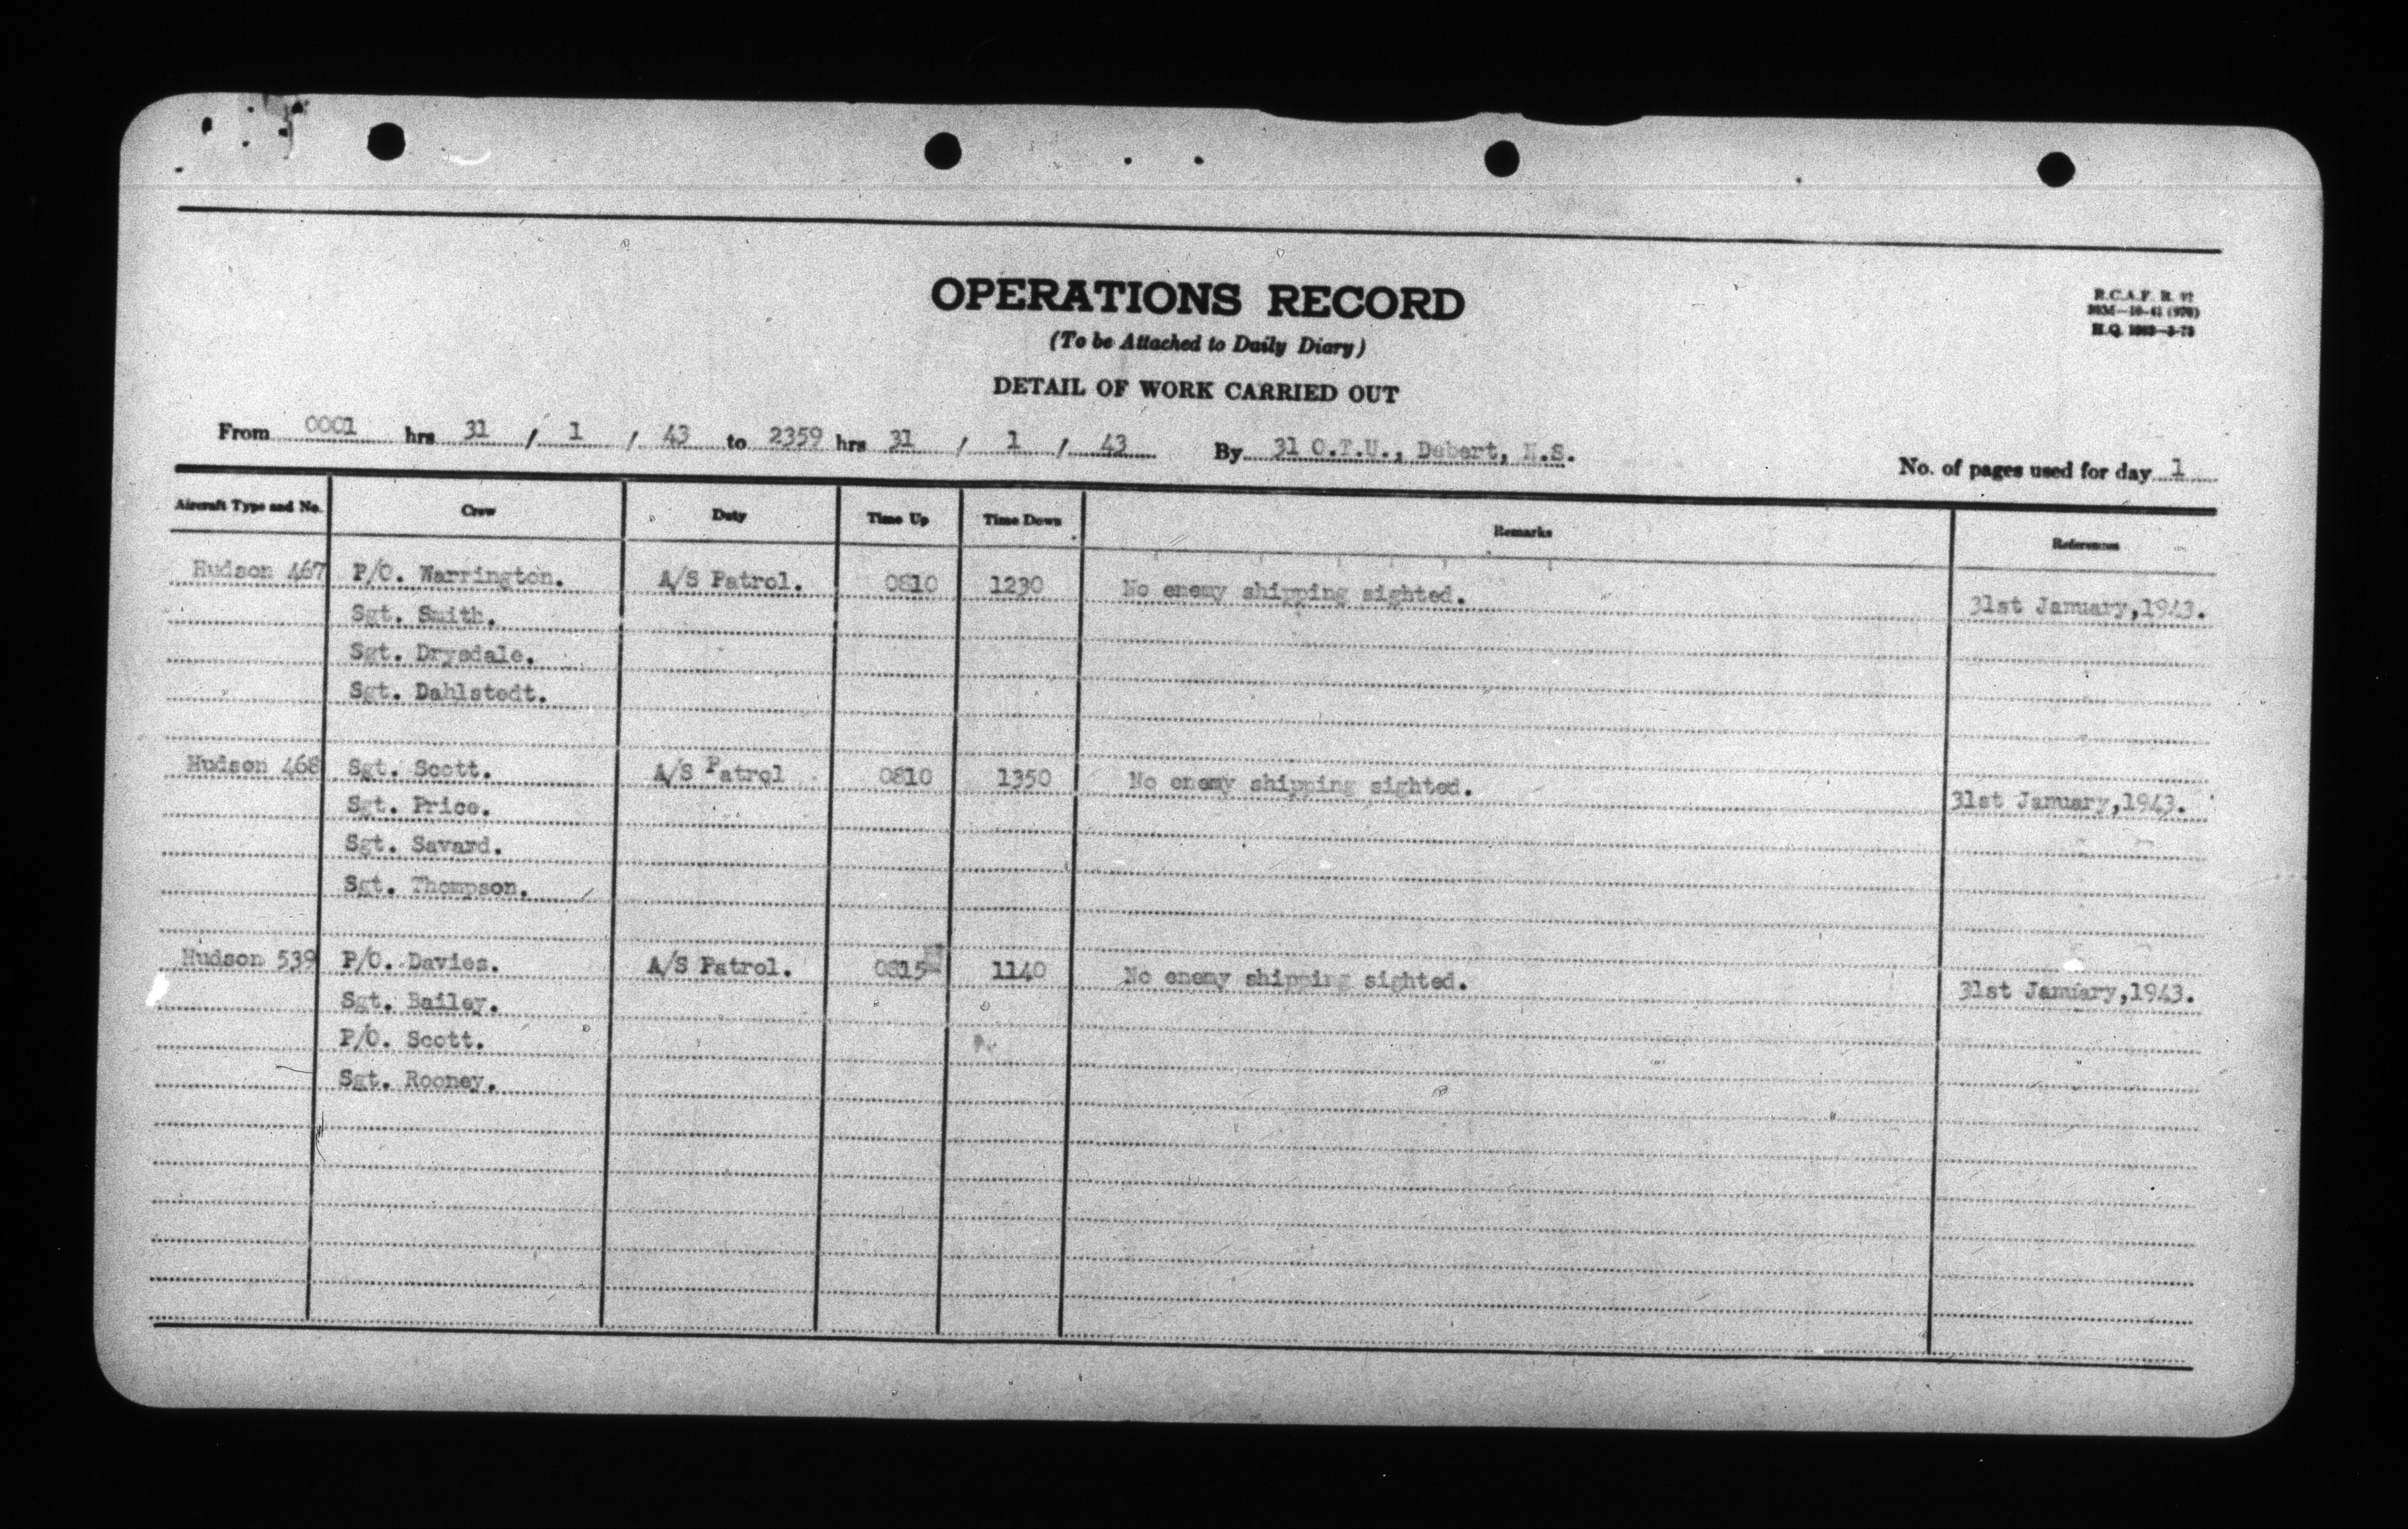 OPERATIONS RECORD
(To be Attached to Daily Diary)
DETAIL OF WORK CARRIED OUT
R.C.A.F. R.
H.Q.
From 0001 hrs 31 / 1 / 43 to 2359 hrs 31 / 1 / 43 By 31 O.T.U., Debert, N.S.
No. of pages used for day 1
Aircraft Type and No. Crew Duty Time Up Time Down Remarks References
Hudson 467 P/O. Warrington. A/S Patrol. 0810 1230 No enemy shipping sighted. 31st January,1943.
Sgt. Smith.
Sgt. Drysdale.
Sgt. Dahlstedt.
Hudson 468 Sgt. Scott. A/S Patrol 0810 1350 No enemy shipping sighted. 31st January,1943.
Sgt. Price.
Sgt. Savard.
Sgt. Thompson.
Hudson 539 P/O. Davies. A/S Patrol. 0815 1140 No enemy shipping sighted. 31st January,1943.
Sgt. Bailey.
P/O. Scott.
Sgt. Rooney.